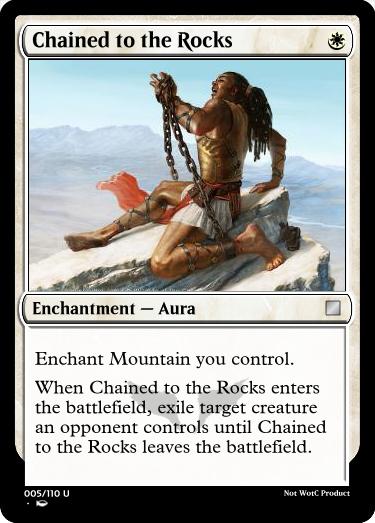 Chained to the Rocks
Enchantment — Aura
Enchant Mountain you control.
When Chained to the Rocks enters
the battlefield, exile target creature
an opponent controls until Chained
to the Rocks leaves the battlefield.
005/110 U
Not WotC Product